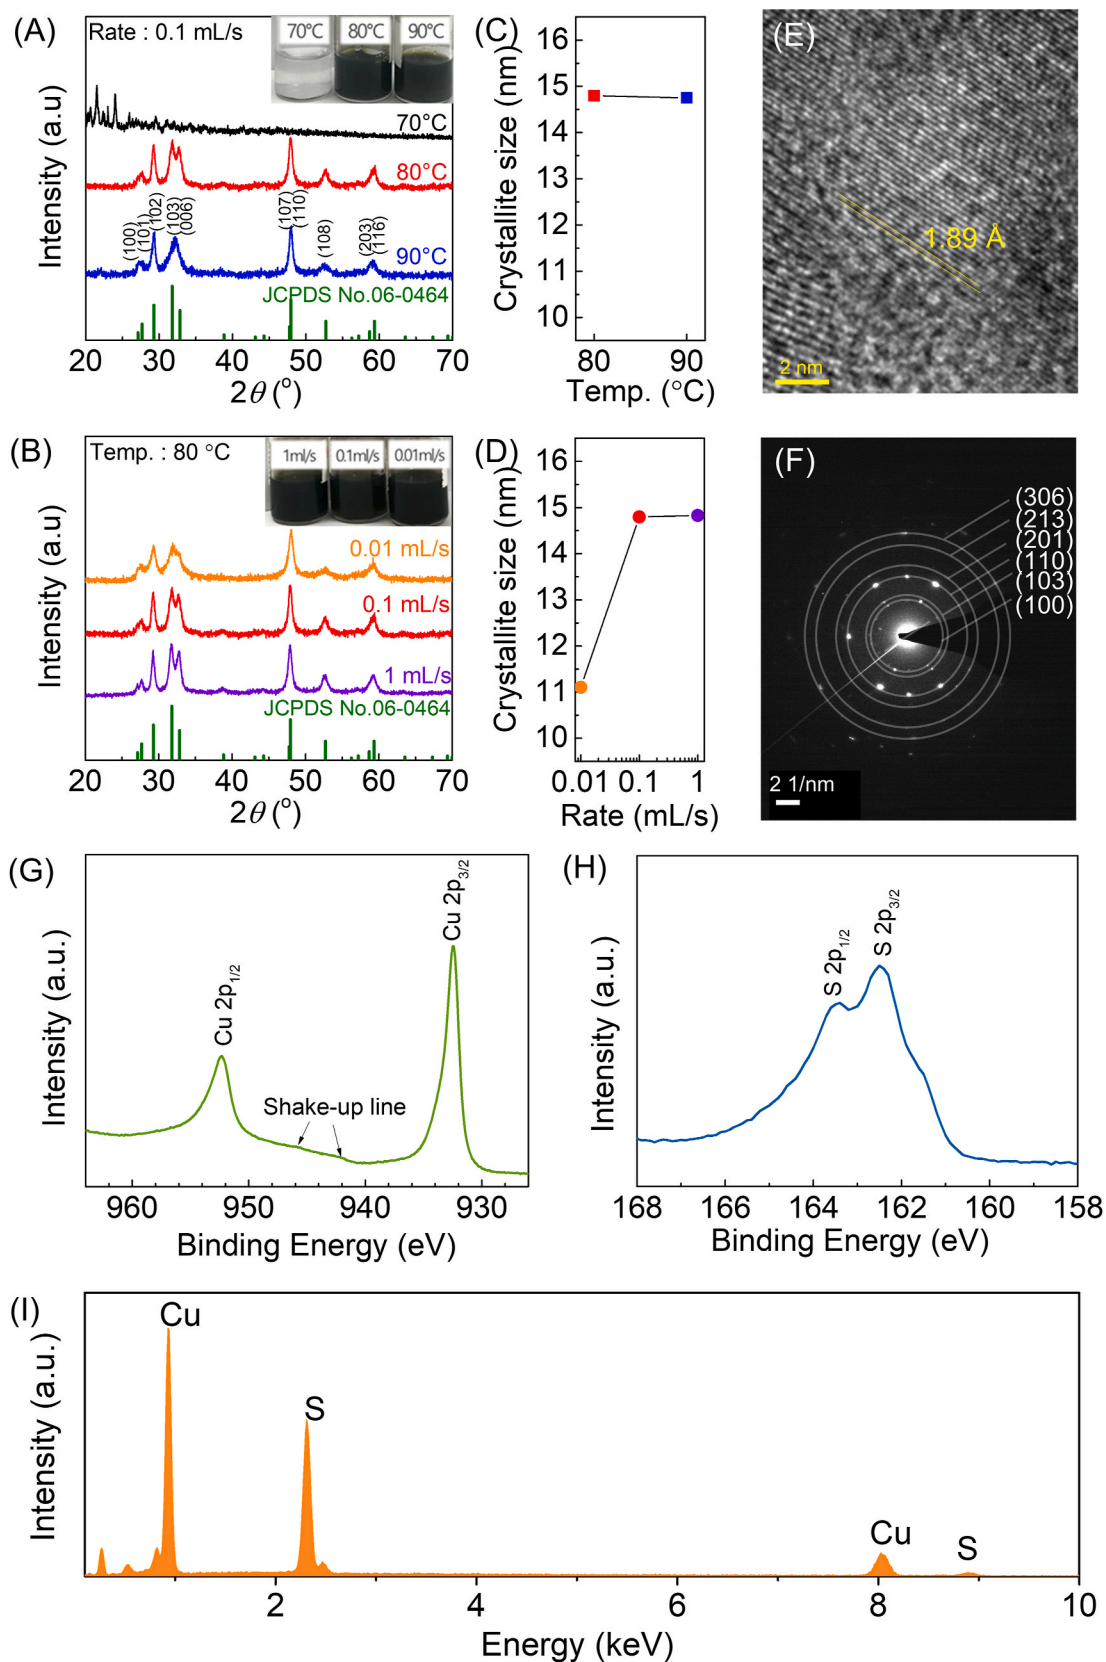 (A)
Rate : 0.1 mL/s
70°C
80°C
90°C
70°C
80°C
(100)
(101)
(102)
(103)
(006)
(107)
(110)
(108)
(203)
(116)
90°C
JCPDS No.06-0464
20 30 40 50 60 70
2θ (o)
Intensity (a.u)
(C)
16
15
14
13
12
11
10
80 90
Temp. (°C)
Crystallite size (nm)
(E)
1.89 Å
2 nm
(B)
Temp. : 80 °C
1ml/s
0.1ml/s
0.01ml/s
0.01 mL/s
0.1 mL/s
1 mL/s
JCPDS No.06-0464
20 30 40 50 60 70
2θ (o)
Intensity (a.u)
(D)
16
15
14
13
12
11
10
0.01 0.1 1
Rate (mL/s)
Crystallite size (nm)
(F)
(306)
(213)
(201)
(110)
(103)
(100)
2 1/nm
(G)
Cu 2p1/2
Shake-up line
Cu 2p3/2
960 950 940 930
Binding Energy (eV)
Intensity (a.u.)
(H)
S 2p1/2
S 2p3/2
168 166 164 162 160 158
Binding Energy (eV)
Intensity (a.u.)
(I)
Cu
S
Cu
S
2 4 6 8 10
Energy (keV)
Intensity (a.u.)